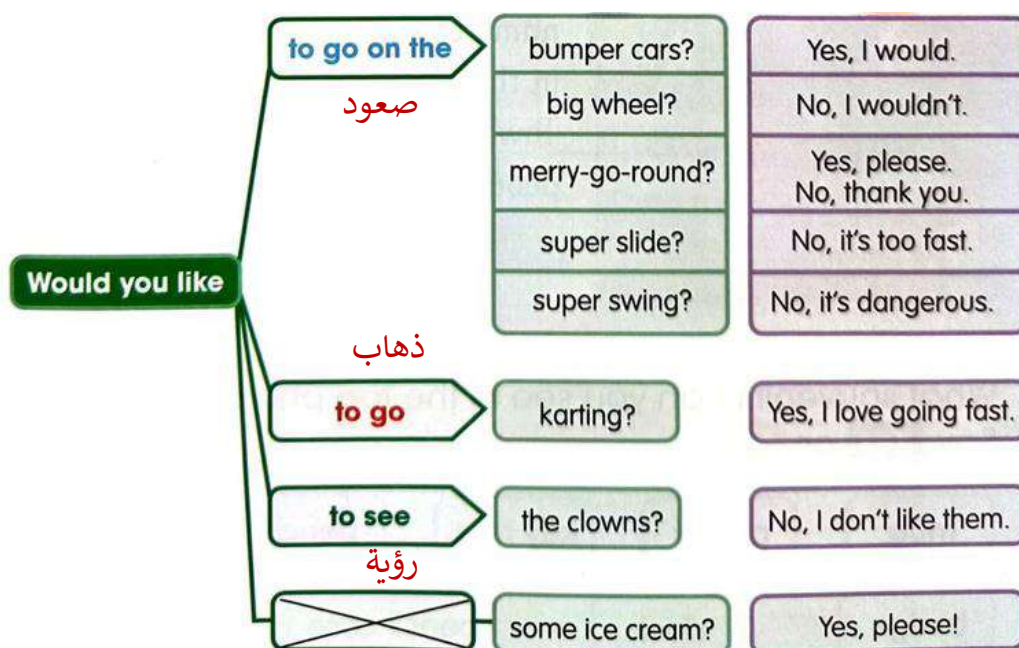 Would you like
to go on the
صعود
bumper cars?
Yes, I would.
big wheel?
No, I wouldn't.
merry-go-round?
Yes, please.
No, thank you.
super slide?
No, it's too fast.
super swing?
No, it's dangerous.
ذهاب
to go
karting?
Yes, I love going fast.
to see
the clowns?
No, I don't like them.
رؤية
some ice cream?
Yes, please!